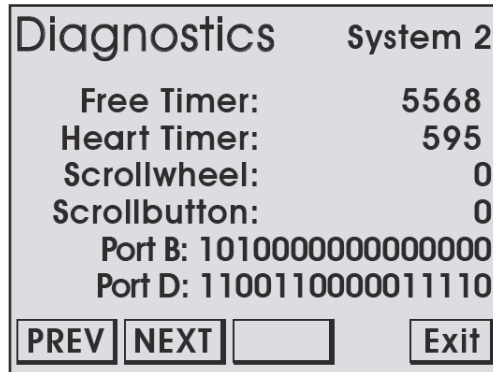 Diagnostics System 2
Free Timer: 5568
Heart Timer: 595
Scrollwheel: 0
Scrollbutton: 0
Port B: 1010000000000000
Port D: 1100110000011110
PREV NEXT Exit